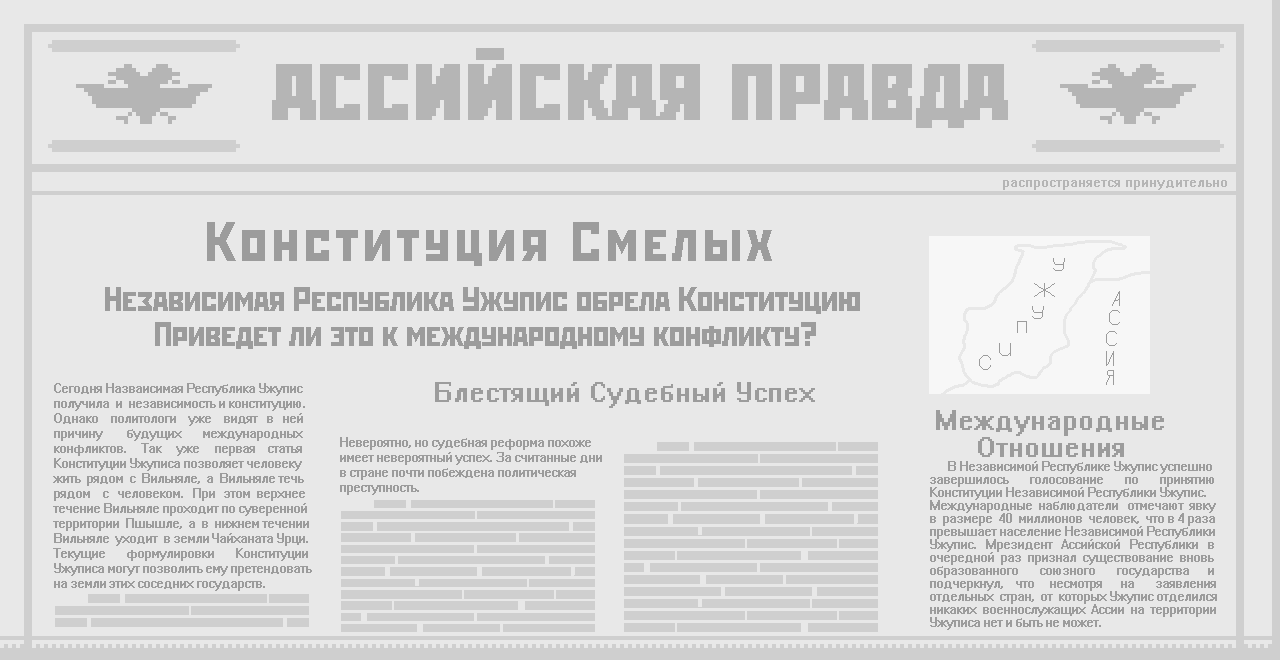 АССИЙСКАЯ ПРАВДА
распространяется принудительно
Конституция Смелых
Независимая Республика Ужупис обрела Конституцию
Приведет ли это к международному конфликту?
Сегодня Назваисимая Республика Ужупис
получила и независимость и конституцию.
Однако политологи уже видят в ней
причину будущих международных
конфликтов. Так уже первая статья
Конституции Ужуписа позволяет человеку
жить рядом с Вильняле, а Вильняле течь
рядом с человеком. При этом верхнее
течение Вильняле проходит по суверенной
территории Пшышле, а в нижнем течении
Вильняле уходит в земли Чайхоната Урци.
Текущие формулировки Конституции
Ужуписа могут позволить ему претендовать
на земли этих соседних государств.
Блестящий Судебный Успех
Невероятно, но судебная реформа похоже
имеет невероятный успех. За считанные дни
в стране почти побеждена политическая
преступность.
УЖУПИС
АССИЯ
Международные
Отношения
В Независимой Республике Ужупис успешно
завершилось голосование по принятию
Конституции Независимой Республики Ужупис.
Международные наблюдатели отмечают явку
в размере 40 миллионов человек, что в 4 раза
превышает население Независимой Республики
Ужупис. Мрезидент Ассийской Республики в
очередной раз признал существование вновь
образованного союзного государства и
подчеркнул, что несмотря на заявления
отдельных стран, от которых Ужупис отделился
никаких военнослужащих Ассии на территории
Ужуписа нет и быть не может.